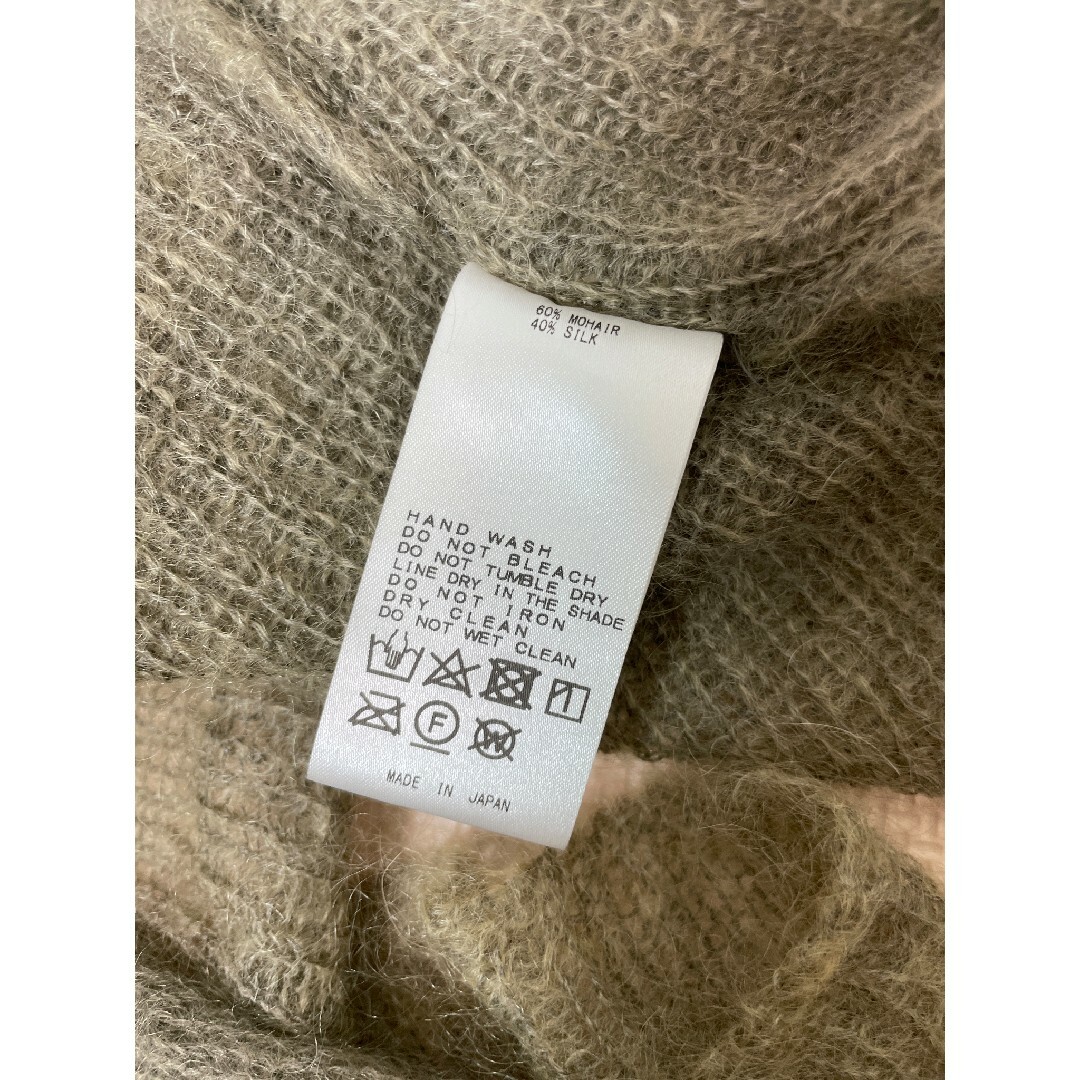 60% MOHAIR
40% SILK
HAND WASH
DO NOT BLEACH
DO NOT TUMBLE DRY
LINE DRY IN THE SHADE
DO NOT IRON
DRY CLEAN
DO NOT WET CLEAN
F
W
MADE IN JAPAN